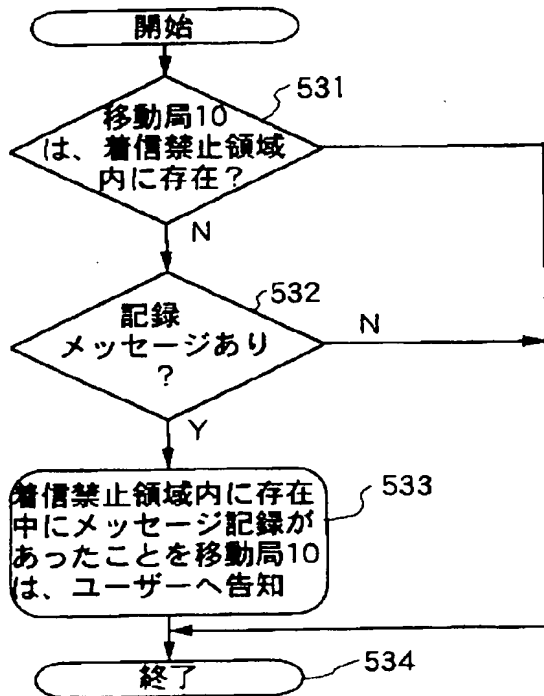 開始
531
移動局10
は、着信禁止領域
内に存在？
N
532
記録
メッセージあり
？
N
Y
533
着信禁止領域内に存在
中にメッセージ記録が
あったことを移動局10
は、ユーザーへ告知
終了
534